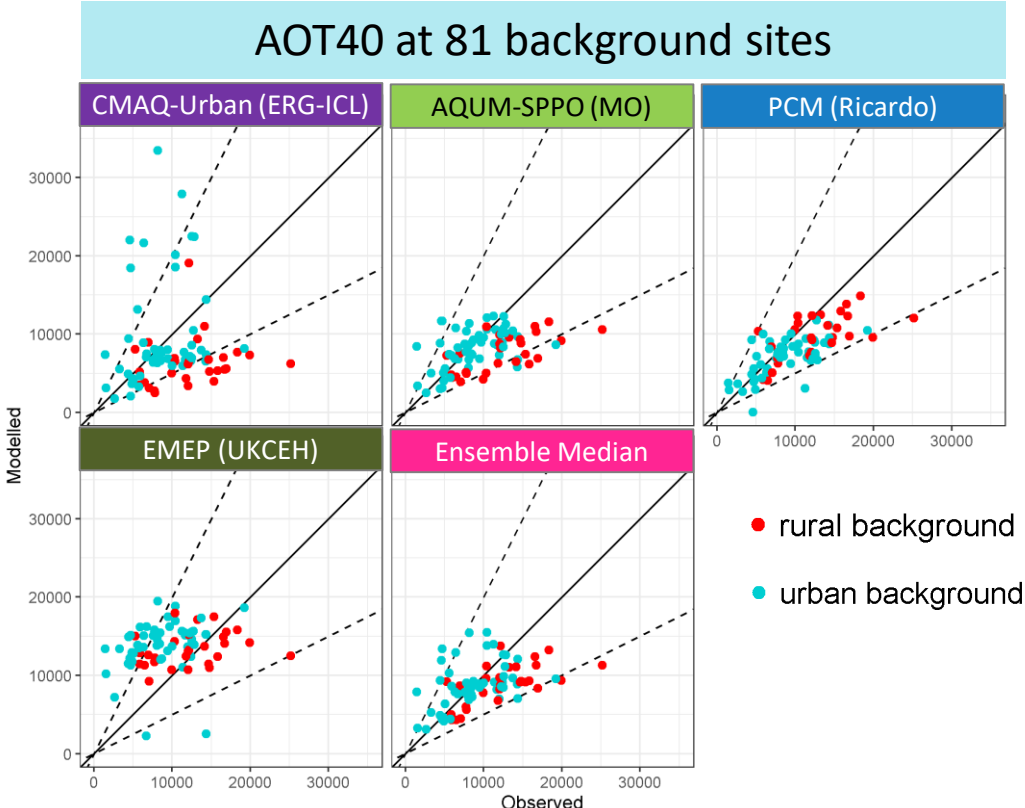 AOT40 at 81 background sites
CMAQ-Urban (ERG-ICL)
AQUM-SPPO (MO)
PCM (Ricardo)
30000
20000
10000
0
0
10000
20000
30000
EMEP (UKCEH)
Ensemble Median
Modelled
30000
20000
10000
0
rural background
urban background
0
10000
20000
30000
0
10000
20000
30000
Observed